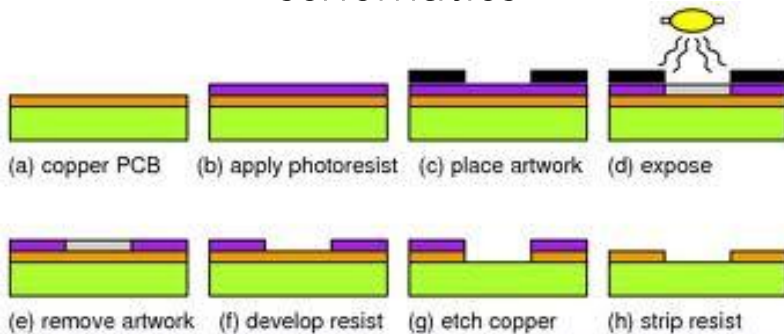 (a) copper PCB
(b) apply photoresist
(c) place artwork
(d) expose
(e) remove artwork
(f) develop resist
(g) etch copper
(h) strip resist